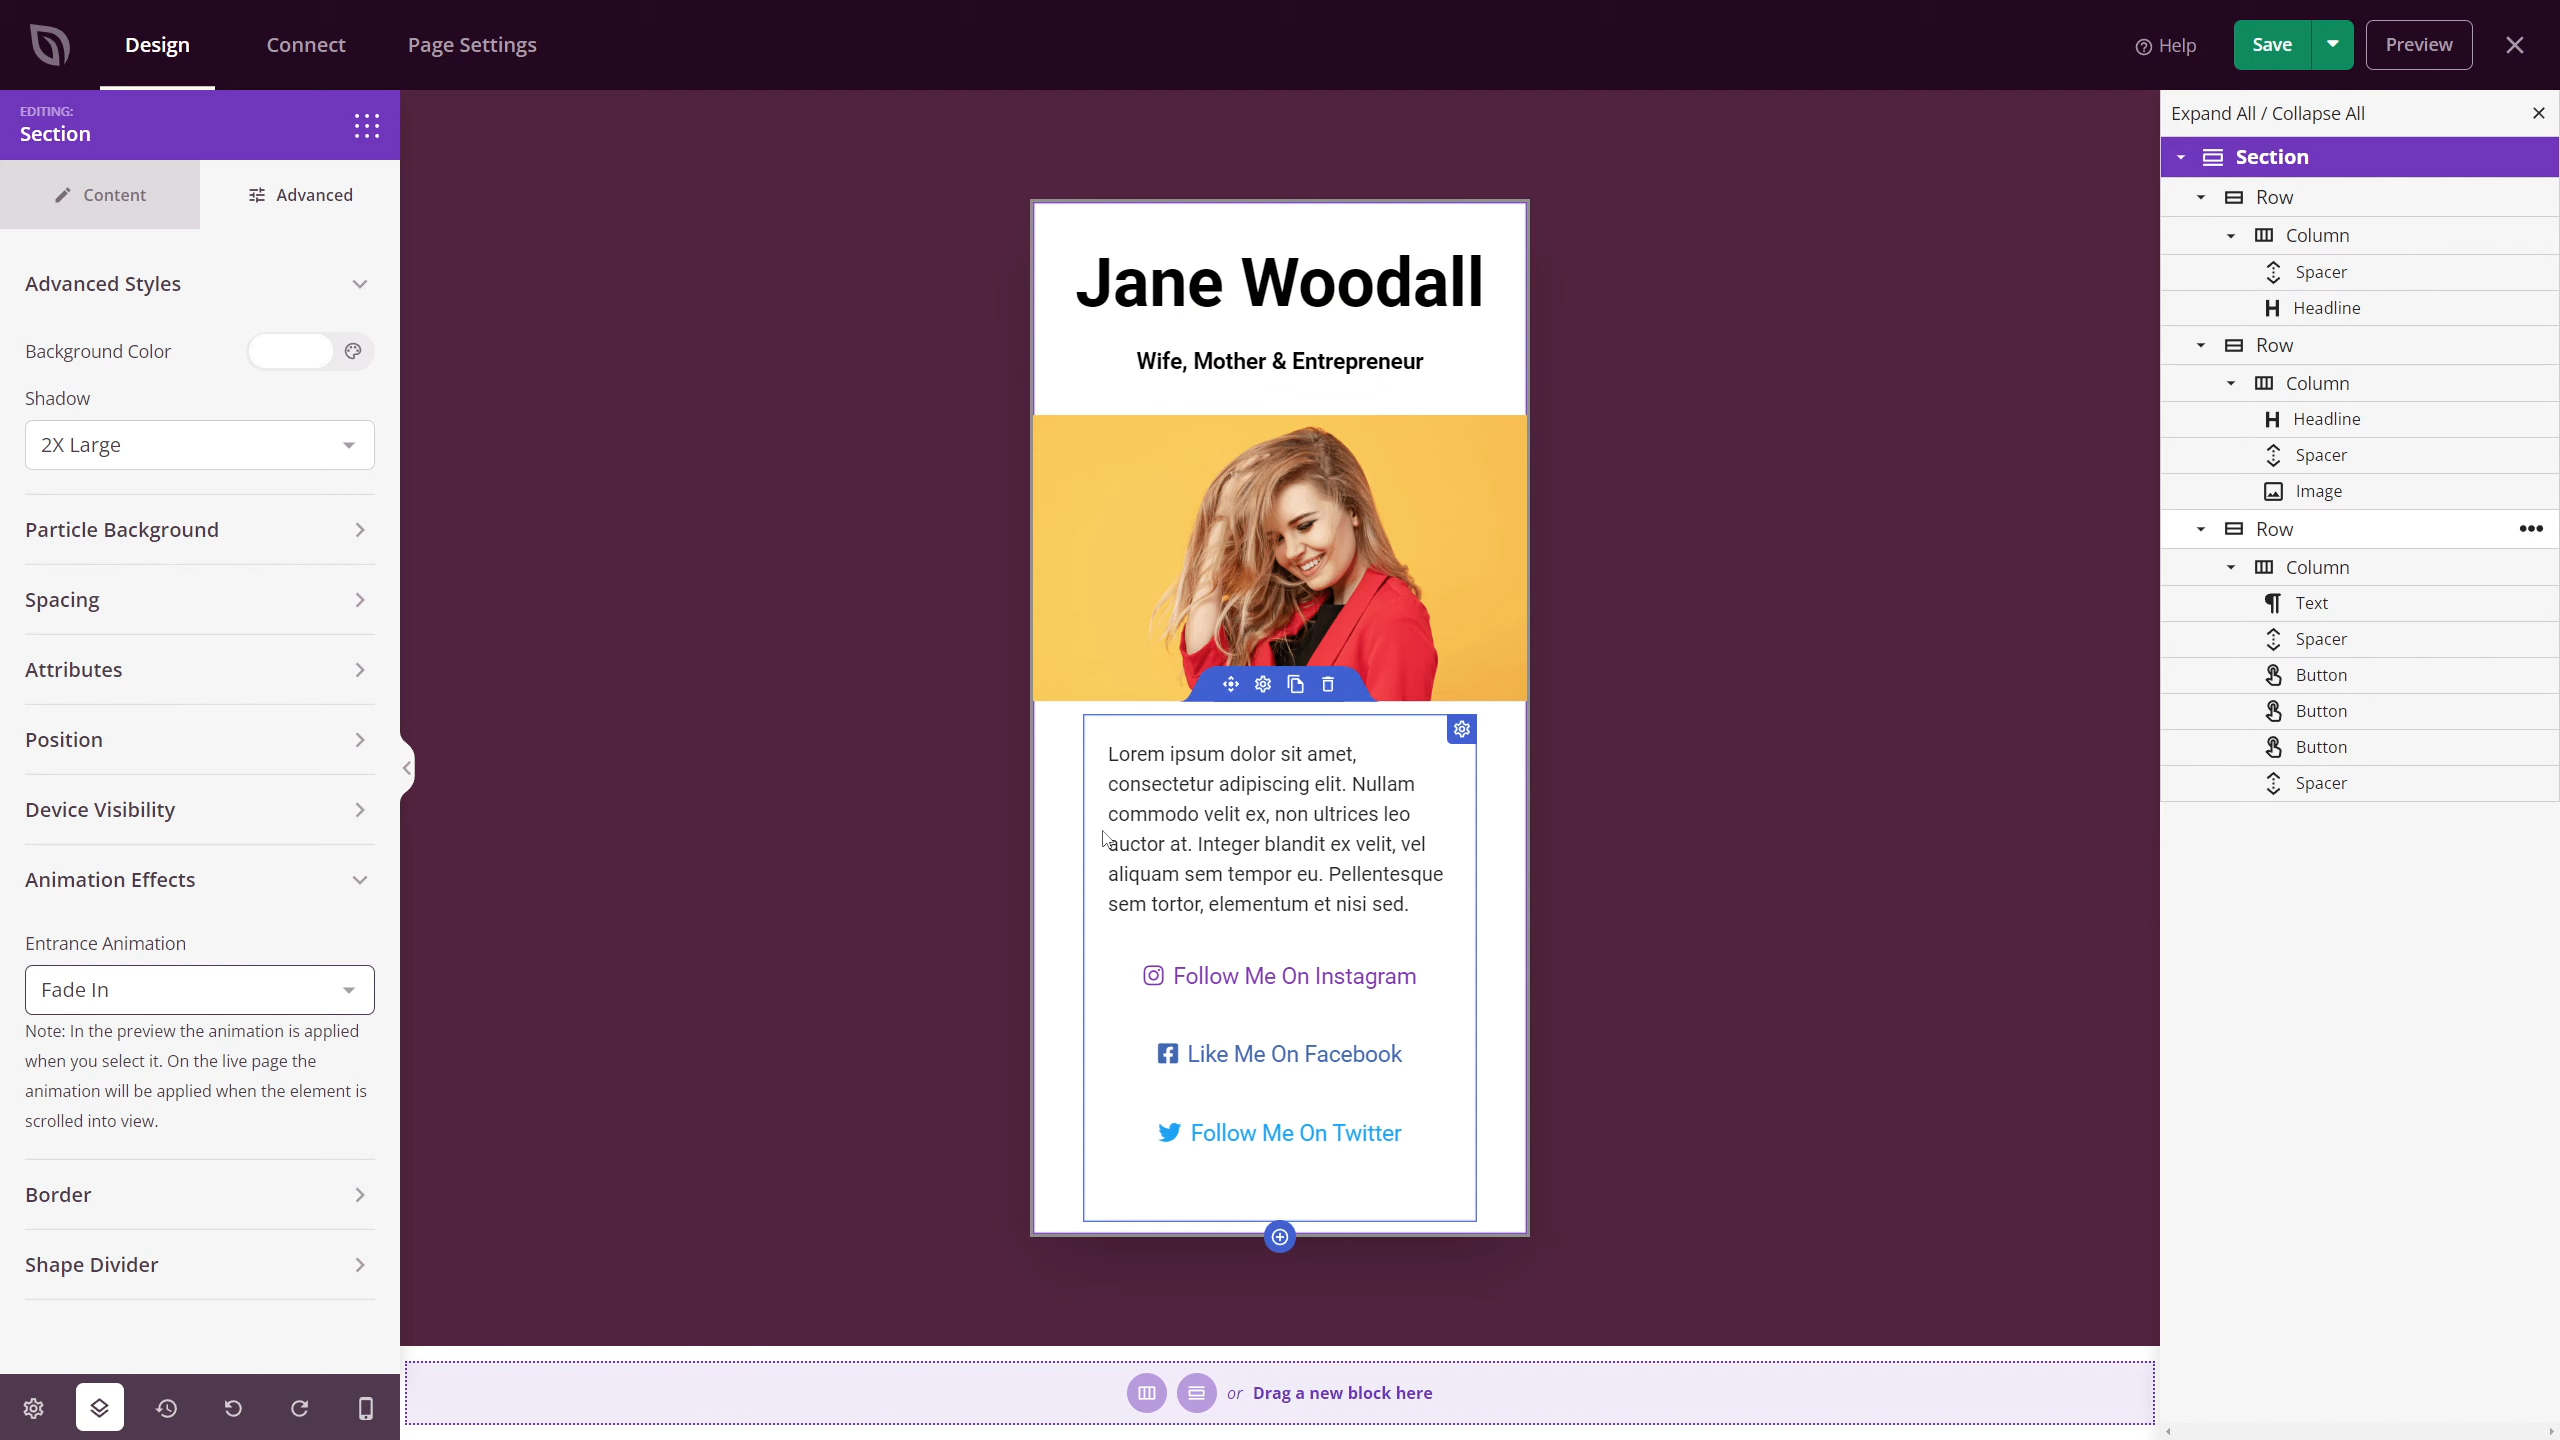 Design
Connect
Page Settings
Help
Save
Preview
EDITING:
Section
Content
Advanced
Advanced Styles
Background Color
Shadow
2X Large
Particle Background
Spacing
Attributes
Position
Device Visibility
Animation Effects
Entrance Animation
Fade In
Note: In the preview the animation is applied
when you select it. On the live page the
animation will be applied when the element is
scrolled into view.
Border
Shape Divider
Jane Woodall
Wife, Mother & Entrepreneur
Lorem ipsum dolor sit amet,
consectetur adipiscing elit. Nullam
commodo velit ex, non ultrices leo
auctor at. Integer blandit ex velit, vel
aliquam sem tempor eu. Pellentesque
sem tortor, elementum et nisi sed.
Follow Me On Instagram
Like Me On Facebook
Follow Me On Twitter
or Drag a new block here
Expand All / Collapse All
Section
Row
Column
Spacer
Headline
Row
Column
Headline
Spacer
Image
Row
Column
Text
Spacer
Button
Button
Button
Spacer